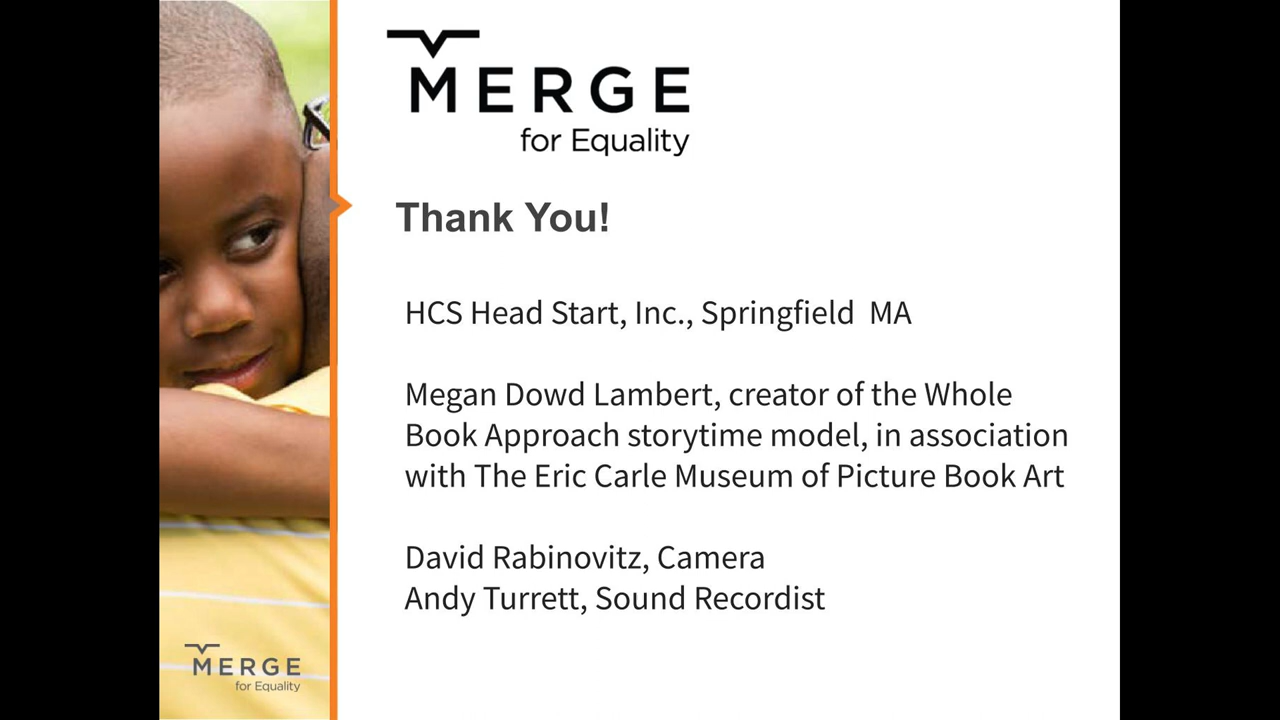 MERGE
for Equality
Thank You!
HCS Head Start, Inc., Springfield  MA
Megan Dowd Lambert, creator of the Whole
Book Approach storytime model, in association
with The Eric Carle Museum of Picture Book Art
David Rabinovitz, Camera
Andy Turrett, Sound Recordist
MERGE
for Equality